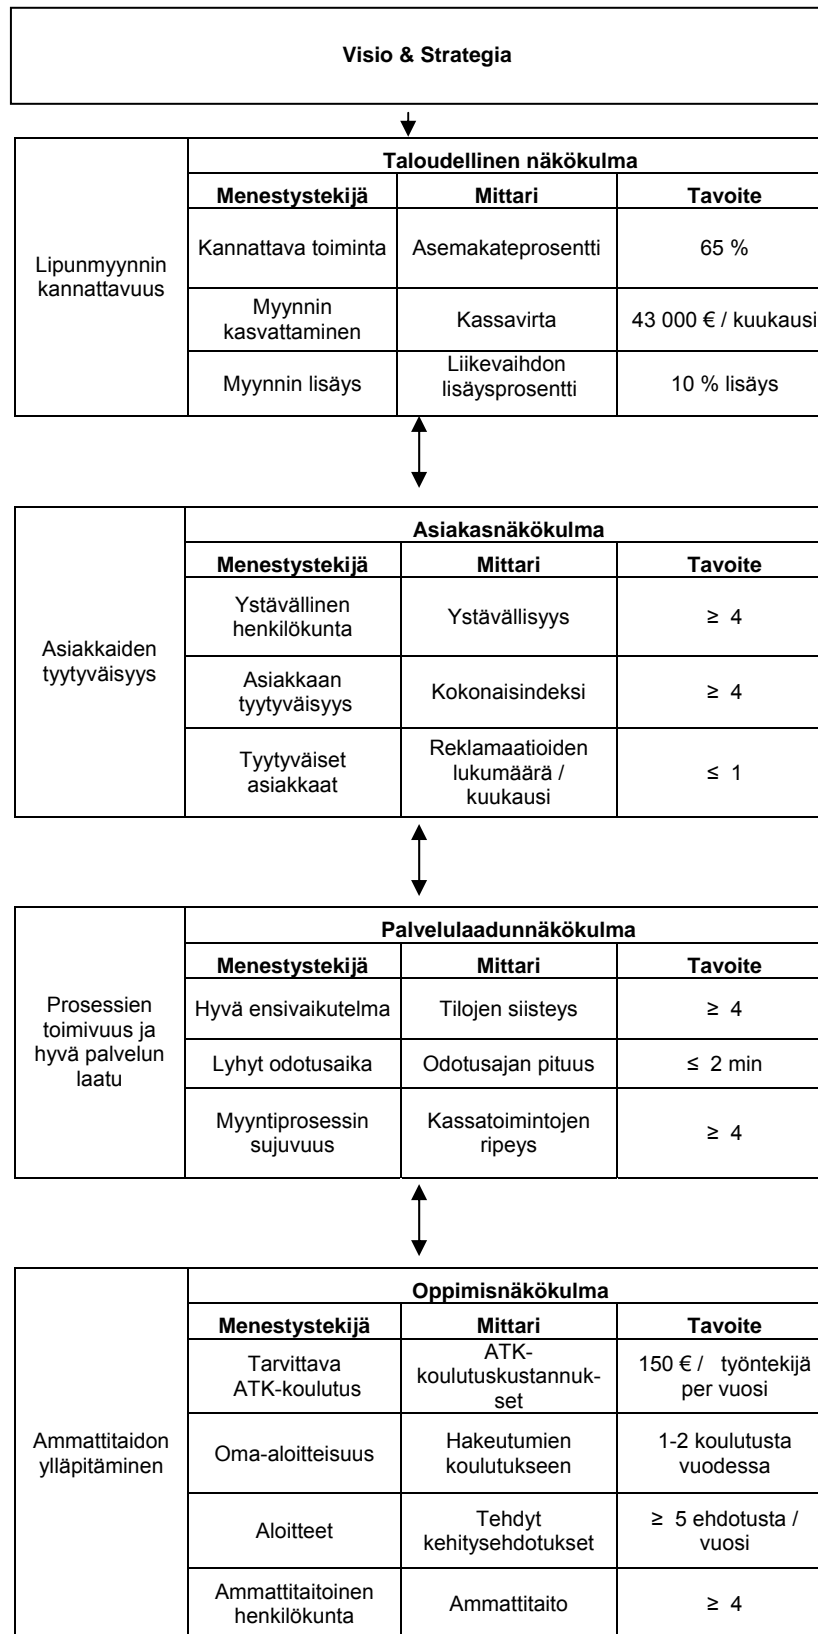 Visio & Strategia
Taloudellinen näkökulma
Menestystekijä Mittari Tavoite
Lipunmyynnin
kannattavuus
Kannattava toiminta Asemakateprosentti 65 %
Myynnin
kasvattaminen
Kassavirta 43 000 € / kuukausi
Myynnin lisäys
Liikevaihdon
lisäysprosentti
10 % lisäys
Asiakasnäkökulma
Menestystekijä Mittari Tavoite
Asiakkaiden
tyytyväisyys
Ystävällinen
henkilökunta
Ystävällisyys ≥ 4
Asiakkaan
tyytyväisyys
Kokonaisindeksi ≥ 4
Tyytyväiset
asiakkaat
Reklamaatioiden
lukumäärä /
kuukausi
≤ 1
Palvelulaadunnäkökulma
Menestystekijä Mittari Tavoite
Prosessien
toimivuus ja
hyvä palvelun
laatu
Hyvä ensivaikutelma Tilojen siisteys ≥ 4
Lyhyt odotusaika Odotusajan pituus ≤ 2 min
Myyntiprosessin
sujuvuus
Kassatoimintojen
ripeys
≥ 4
Oppimisnäkökulma
Menestystekijä Mittari Tavoite
Ammattitaidon
ylläpitäminen
Tarvittava
ATK-koulutus
ATK-
koulutuskustannuk-
set
150 € / työntekijä
per vuosi
Oma-aloitteisuus
Hakeutumien
koulutukseen
1-2 koulutusta
vuodessa
Aloitteet
Tehdyt
kehitysehdotukset
≥ 5 ehdotusta /
vuosi
Ammattitaitoinen
henkilökunta
Ammattitaito ≥ 4